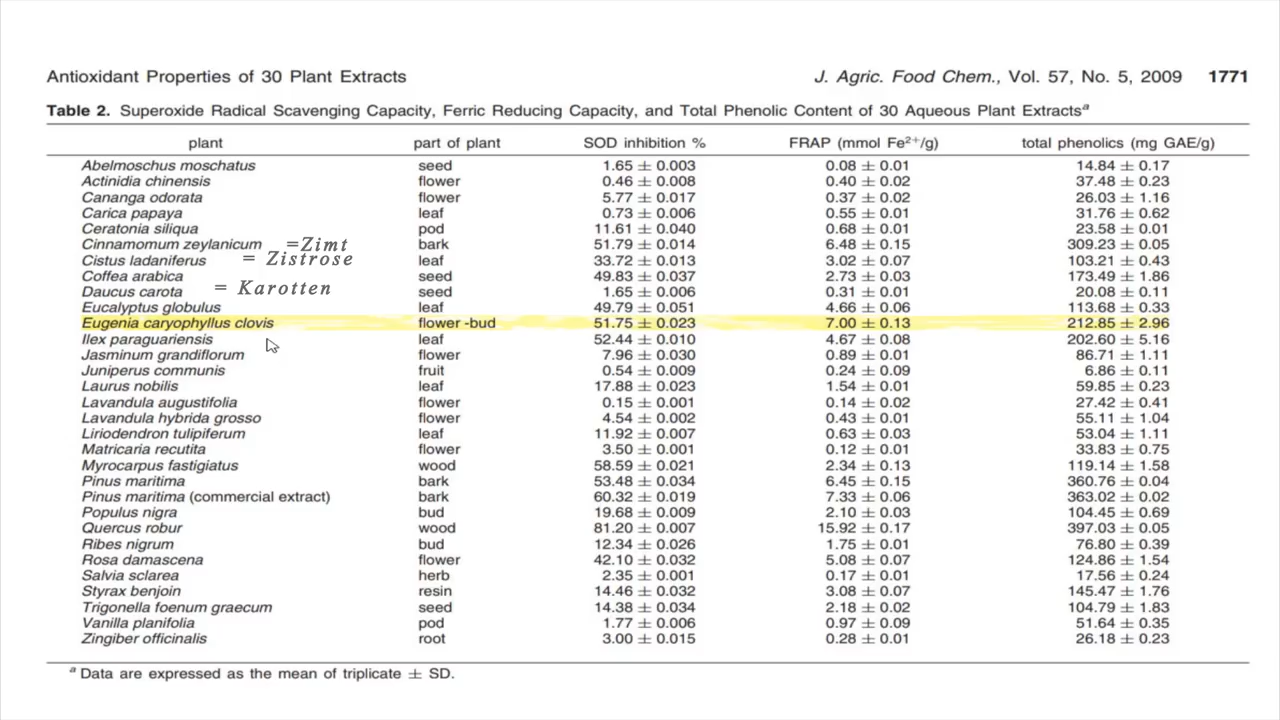 Antioxidant Properties of 30 Plant Extracts J. Agric. Food Chem., Vol. 57, No. 5, 2009 1771
Table 2. Superoxide Radical Scavenging Capacity, Ferric Reducing Capacity, and Total Phenolic Content of 30 Aqueous Plant Extractsa
plant part of plant SOD inhibition % FRAP (mmol Fe2+/g) total phenolics (mg GAE/g)
Abelmoschus moschatus seed 1.65 ± 0.003 0.08 ± 0.01 14.84 ± 0.17
Actinidia chinensis flower 0.46 ± 0.008 0.40 ± 0.02 37.48 ± 0.23
Cananga odorata flower 5.77 ± 0.017 0.37 ± 0.02 26.03 ± 1.16
Carica papaya leaf 0.73 ± 0.006 0.55 ± 0.01 31.76 ± 0.62
Ceratonia siliqua pod 11.61 ± 0.040 0.68 ± 0.01 23.58 ± 0.01
Cinnamomum zeylanicum =Zimt bark 51.79 ± 0.014 6.48 ± 0.15 309.23 ± 0.05
Cistus ladaniferus = Zistrose leaf 33.72 ± 0.013 3.02 ± 0.07 103.21 ± 0.43
Coffea arabica seed 49.83 ± 0.037 2.73 ± 0.03 173.49 ± 1.86
Daucus carota = Karotten seed 1.65 ± 0.006 0.31 ± 0.01 20.08 ± 0.11
Eucalyptus globulus leaf 49.79 ± 0.051 4.66 ± 0.06 113.68 ± 0.33
Eugenia caryophyllus clovis flower -bud 51.75 ± 0.023 7.00 ± 0.13 212.85 ± 2.96
Ilex paraguariensis leaf 52.44 ± 0.010 4.67 ± 0.08 202.60 ± 5.16
Jasminum grandiflorum flower 7.96 ± 0.030 0.89 ± 0.01 86.71 ± 1.11
Juniperus communis fruit 0.54 ± 0.009 0.24 ± 0.09 6.86 ± 0.11
Laurus nobilis leaf 17.88 ± 0.023 1.54 ± 0.01 59.85 ± 0.23
Lavandula augustifolia flower 0.15 ± 0.001 0.14 ± 0.02 27.42 ± 0.41
Lavandula hybrida grosso flower 4.54 ± 0.002 0.43 ± 0.01 55.11 ± 1.04
Liriodendron tulipiferum leaf 11.92 ± 0.007 0.63 ± 0.03 53.04 ± 1.11
Matricaria recutita flower 3.50 ± 0.001 0.12 ± 0.01 33.83 ± 0.75
Myrocarpus fastigiatus wood 58.59 ± 0.021 2.34 ± 0.13 119.14 ± 1.58
Pinus maritima bark 53.48 ± 0.034 6.45 ± 0.15 360.76 ± 0.04
Pinus maritima (commercial extract) bark 60.32 ± 0.019 7.33 ± 0.06 363.02 ± 0.02
Populus nigra bud 19.68 ± 0.009 2.10 ± 0.03 104.45 ± 0.69
Quercus robur wood 81.20 ± 0.007 15.92 ± 0.17 397.03 ± 0.05
Ribes nigrum bud 12.34 ± 0.026 1.75 ± 0.01 76.80 ± 0.39
Rosa damascena flower 42.10 ± 0.032 5.08 ± 0.07 124.86 ± 1.54
Salvia sclarea herb 2.35 ± 0.001 0.17 ± 0.01 17.56 ± 0.24
Styrax benjoin resin 14.46 ± 0.032 3.08 ± 0.07 145.47 ± 1.76
Trigonella foenum graecum seed 14.38 ± 0.034 2.18 ± 0.02 104.79 ± 1.83
Vanilla planifolia pod 1.77 ± 0.006 0.97 ± 0.09 51.64 ± 0.35
Zingiber officinalis root 3.00 ± 0.015 0.28 ± 0.01 26.18 ± 0.23
a Data are expressed as the mean of triplicate ± SD.